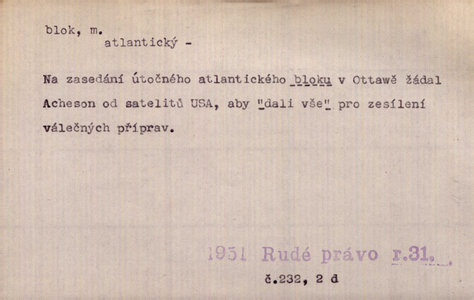 blok, m.
atlantický -
Na zasedání útočného atlantického bloku v Ottawě žádal
Acheson od satelitů USA, aby "dali vše" pro zesílení
válečných příprav.
1951 Rudé právo r.31.
č.232, 2 d